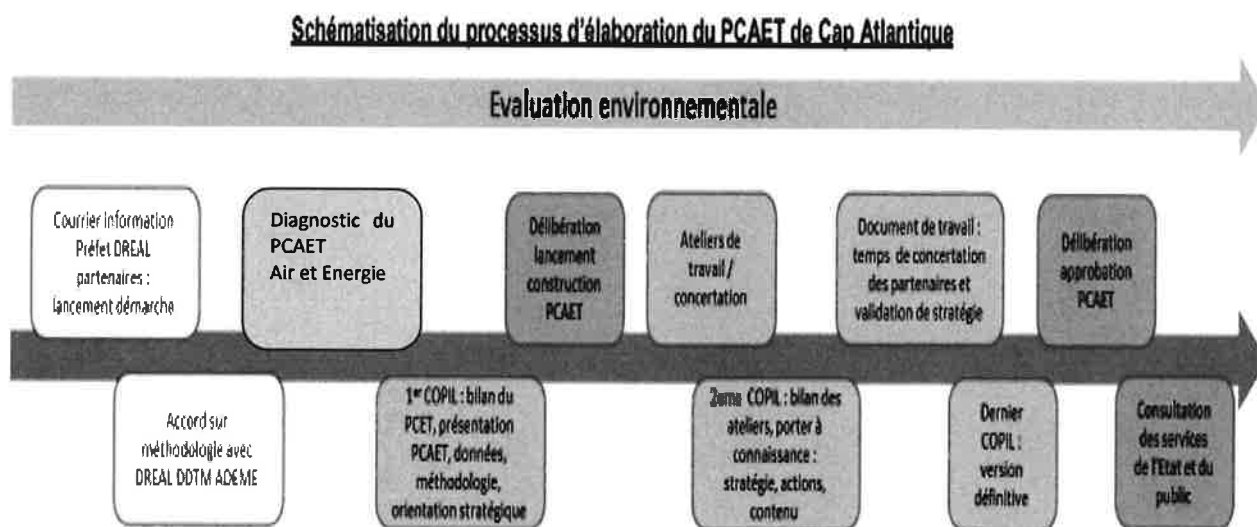 Schématisation du processus d'élaboration du PCAET de Cap Atlantique
Evaluation environnementale
Courrier information
Préfet DREAL
partenaires :
lancement démarche
Diagnostic du
PCAET
Air et Energie
Délibération
lancement
construction
PCAET
Ateliers de
travail /
concertation
Document de travail :
temps de concertation
des partenaires et
validation de stratégie
Délibération
approbation
PCAET
Accord sur
méthodologie avec
DREAL DDTM ADEME
1er COPIL : bilan du
PCET, présentation
PCAET, données,
méthodologie,
orientation stratégique
2eme COPIL : bilan des
ateliers, porter à
connaissance :
stratégie, actions,
contenu
Dernier
COPIL :
version
définitive
Consultation
des services
de l'Etat et du
public